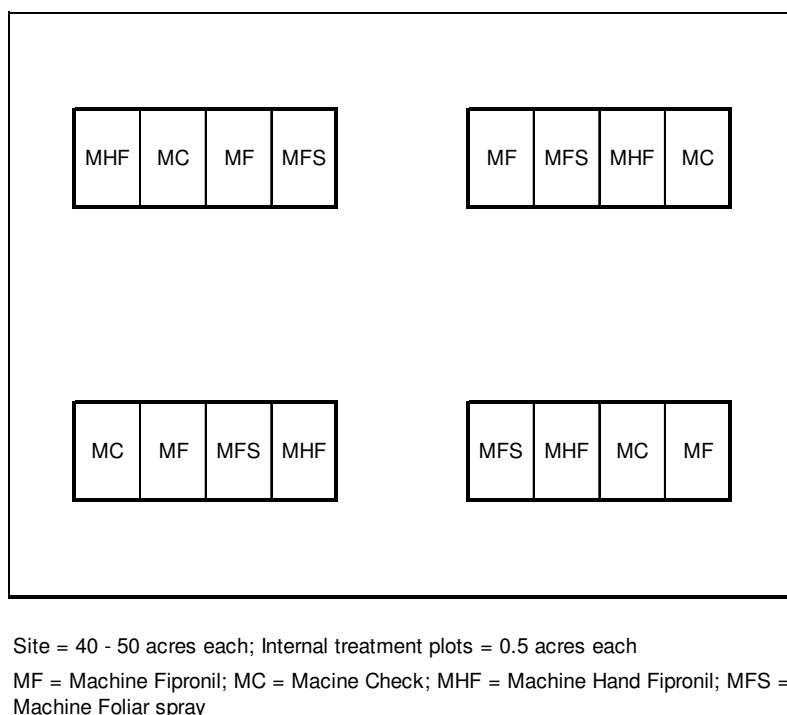 MHF MC MF MFS MF MFS MHF MC
MC MF MFS MHF MFS MHF MC MF
Site = 40 - 50 acres each; Internal treatment plots = 0.5 acres each
MF = Machine Fipronil; MC = Macine Check; MHF = Machine Hand Fipronil; MFS =
Machine Foliar spray